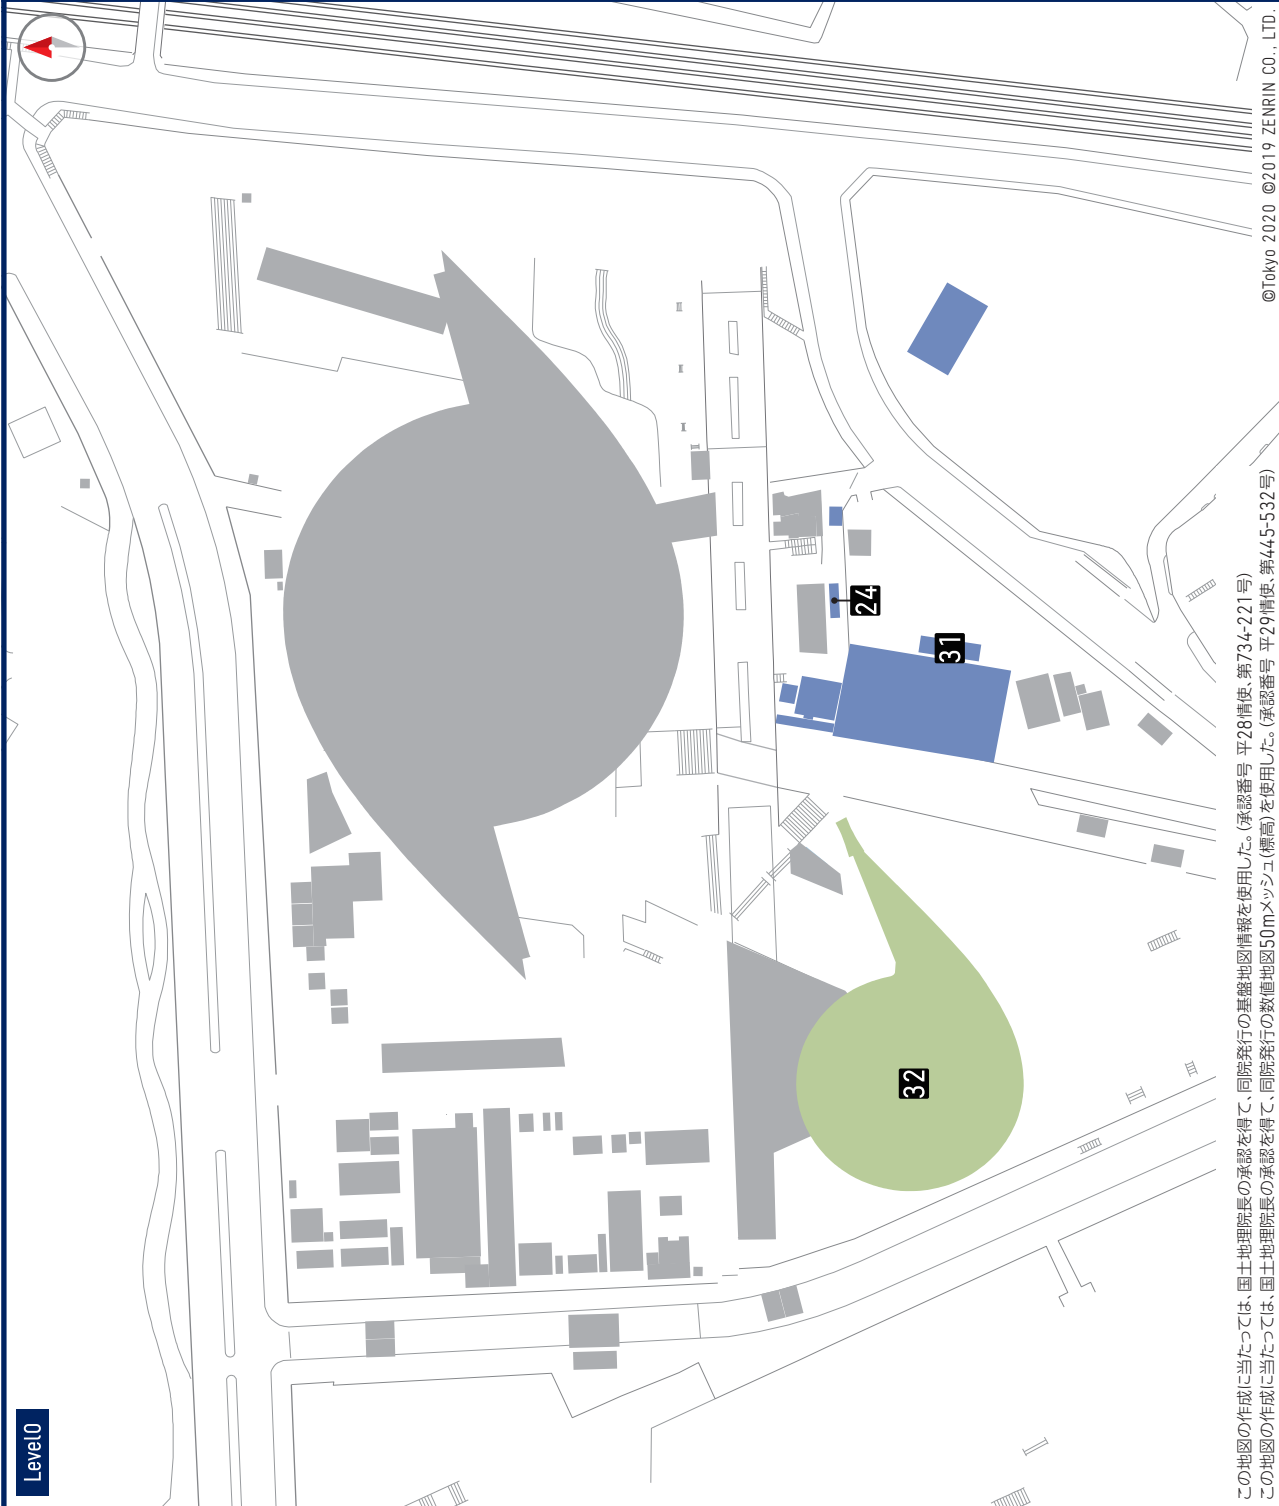 Level0
24
31
32
この地図の作成に当たっては、国土地理院長の承認を得て、同院発行の基盤地図情報を使用した。(承認番号 平28情使、第734-221号)
この地図の作成に当たっては、国土地理院長の承認を得て、同院発行の数値地図50mメッシュ(標高)を使用した。(承認番号 平29情使、第445-532号)
©Tokyo 2020 ©2019 ZENRIN CO., LTD.